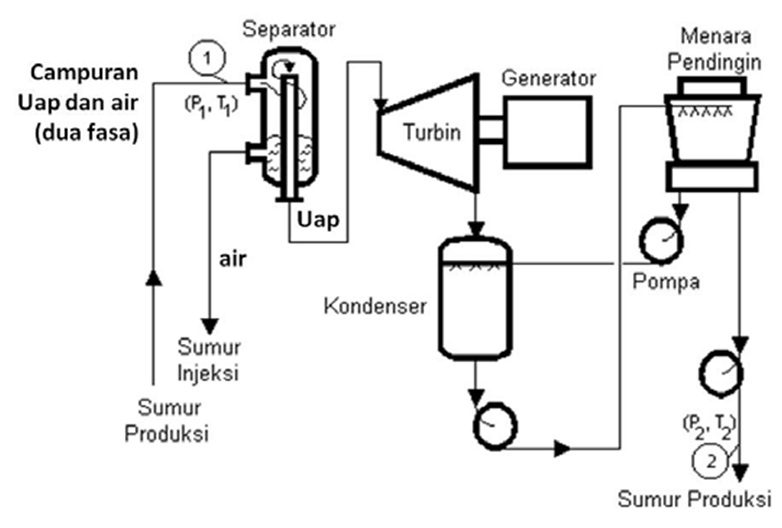 Separator
1
Campuran
Uap dan air
(dua fasa)
(P₁, T₁)
Uap
air
Sumur
Injeksi
Sumur
Produksi
Turbin
Generator
Kondenser
Menara
Pendingin
Pompa
(P₂, T₂)
2
Sumur Produksi